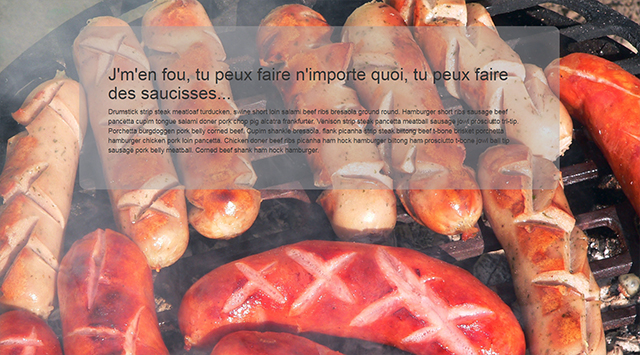 J'm'en fou, tu peux faire n'importe quoi, tu peux faire
des saucisses...
Drumstick strip steak meatloaf turducken, swine short loin salami beef ribs bresaola ground round. Hamburger short ribs sausage beef
pancetta cupim tongue salami doner pork chop pig alcatra frankfurter. Venison strip steak pancetta meatball sausage jowl prosciutto tri-tip.
Porchetta burgdoggen pork belly corned beef. Cupim shankle bresaola, flank picanha strip steak biltong beef t-bone brisket porchetta
hamburger chicken pork loin pancetta. Chicken doner beef ribs picanha ham hock hamburger biltong ham prosciutto t-bone jowl ball tip
sausage pork belly meatball. Corned beef shank ham hock hamburger.